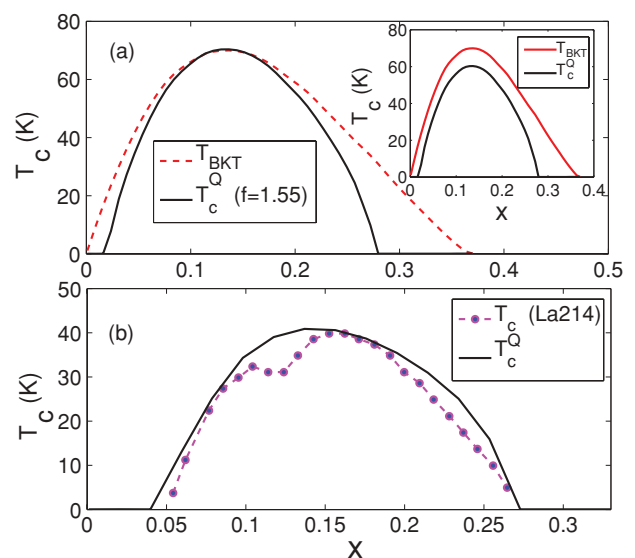 (a)
T_c (K)
80
60
40
20
0
0 0.1 0.2 0.3 0.4 0.5
T_BKT
T_c^Q (f=1.55)
T_c (K)
80
60
40
20
0
0 0.1 0.2 0.3 0.4
x
T_BKT
T_c^Q
(b)
T_c (K)
50
40
30
20
10
0
0 0.05 0.1 0.15 0.2 0.25 0.3
x
T_c (La214)
T_c^Q